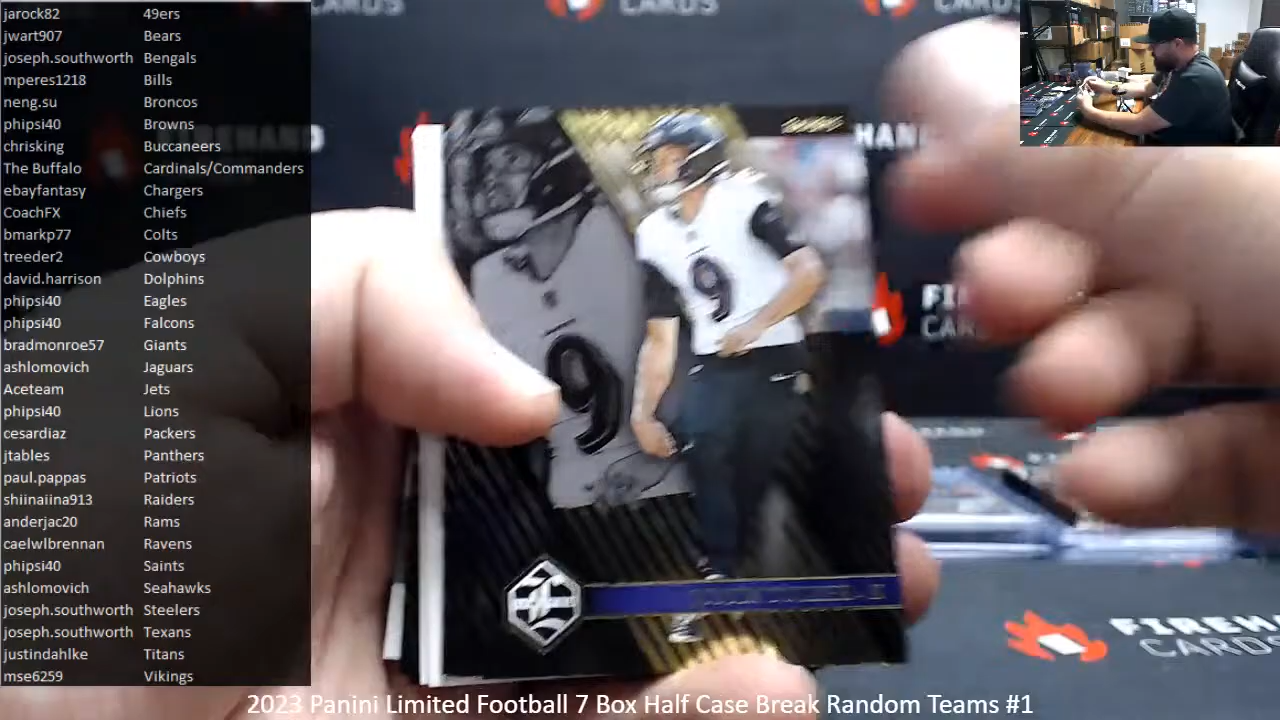 jarock82 49ers
jwart907 Bears
joseph.southworth Bengals
mperes1218 Bills
neng.su Broncos
phipsi40 Browns
chrisking Buccaneers
The Buffalo Cardinals/Commanders
ebayfantasy Chargers
CoachFX Chiefs
bmarkp77 Colts
treeder2 Cowboys
david.harrison Dolphins
phipsi40 Eagles
phipsi40 Falcons
bradmonroe57 Giants
ashlomovich Jaguars
Aceteam Jets
phipsi40 Lions
cesardiaz Packers
jtables Panthers
paul.pappas Patriots
shiinaiina913 Raiders
anderjac20 Rams
caelwlbrennan Ravens
phipsi40 Saints
ashlomovich Seahawks
joseph.southworth Steelers
joseph.southworth Texans
justindahlke Titans
mse6259 Vikings
CARDS
CARDS
9
9
FIREHAND
CARDS
2023 Panini Limited Football 7 Box Half Case Break Random Teams #1